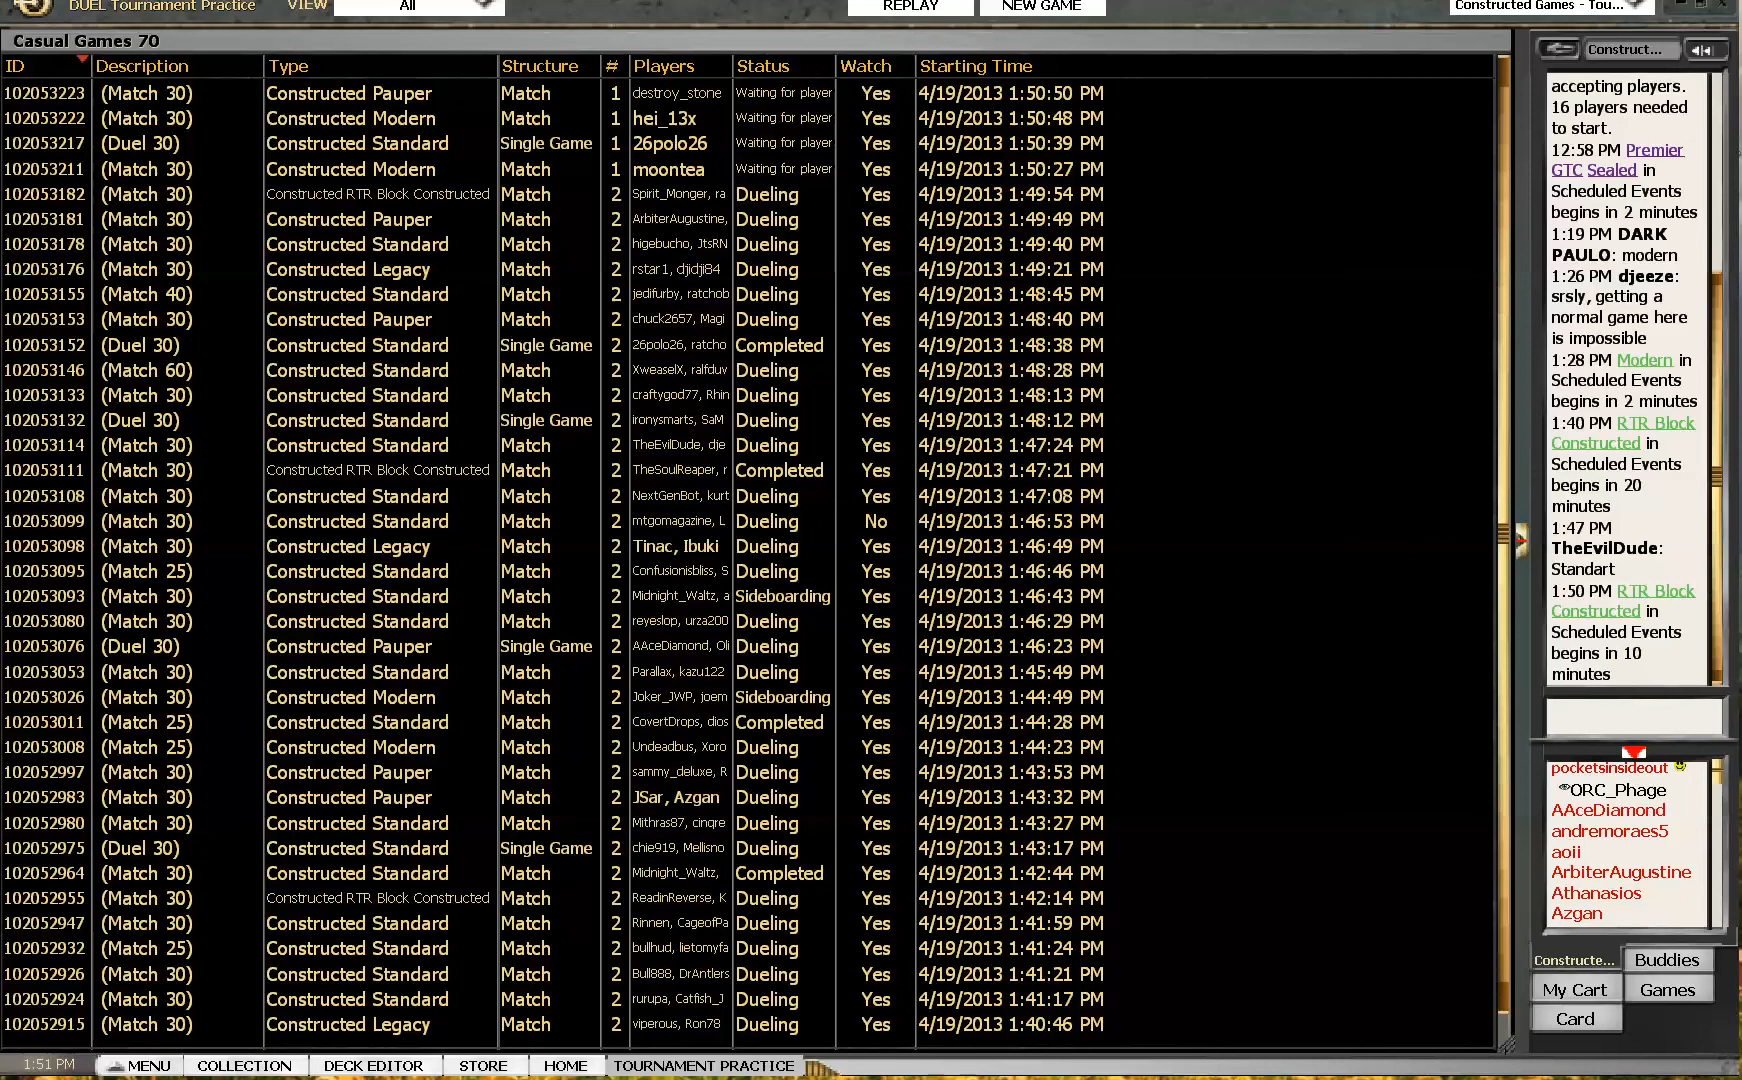 DUEL Tournament Practice VIEW All REPLAY NEW GAME Constructed Games - Tou...
Casual Games 70
ID Description Type Structure # Players Status Watch Starting Time
102053223 (Match 30) Constructed Pauper Match 1 destroy_stone Waiting for player Yes 4/19/2013 1:50:50 PM
102053222 (Match 30) Constructed Modern Match 1 hei_13x Waiting for player Yes 4/19/2013 1:50:48 PM
102053217 (Duel 30) Constructed Standard Single Game 1 26polo26 Waiting for player Yes 4/19/2013 1:50:39 PM
102053211 (Match 30) Constructed Modern Match 1 moontea Waiting for player Yes 4/19/2013 1:50:27 PM
102053182 (Match 30) Constructed RTR Block Constructed Match 2 Spirit_Monger, ra Dueling Yes 4/19/2013 1:49:54 PM
102053181 (Match 30) Constructed Pauper Match 2 ArbiterAugustine, Dueling Yes 4/19/2013 1:49:49 PM
102053178 (Match 30) Constructed Standard Match 2 higebucho, JtsRN Dueling Yes 4/19/2013 1:49:40 PM
102053176 (Match 30) Constructed Legacy Match 2 rstar1, djidji84 Dueling Yes 4/19/2013 1:49:21 PM
102053155 (Match 40) Constructed Standard Match 2 jedifurby, ratchob Dueling Yes 4/19/2013 1:48:45 PM
102053153 (Match 30) Constructed Pauper Match 2 chuck2657, Magi Dueling Yes 4/19/2013 1:48:40 PM
102053152 (Duel 30) Constructed Standard Single Game 2 26polo26, ratcho Completed Yes 4/19/2013 1:48:38 PM
102053146 (Match 60) Constructed Standard Match 2 XweaselX, ralfduv Dueling Yes 4/19/2013 1:48:28 PM
102053133 (Match 30) Constructed Standard Match 2 craftygod77, Rhin Dueling Yes 4/19/2013 1:48:13 PM
102053132 (Duel 30) Constructed Standard Single Game 2 ironysmarts, SaM Dueling Yes 4/19/2013 1:48:12 PM
102053114 (Match 30) Constructed Standard Match 2 TheEvilDude, dje Dueling Yes 4/19/2013 1:47:24 PM
102053111 (Match 30) Constructed RTR Block Constructed Match 2 TheSoulReaper, r Completed Yes 4/19/2013 1:47:21 PM
102053108 (Match 30) Constructed Standard Match 2 NextGenBot, kurt Dueling Yes 4/19/2013 1:47:08 PM
102053099 (Match 30) Constructed Standard Match 2 mtgomagazine, L Dueling No 4/19/2013 1:46:53 PM
102053098 (Match 30) Constructed Legacy Match 2 Tinac, Ibuki Dueling Yes 4/19/2013 1:46:49 PM
102053095 (Match 25) Constructed Standard Match 2 Confusionisbliss, S Dueling Yes 4/19/2013 1:46:46 PM
102053093 (Match 30) Constructed Standard Match 2 Midnight_Waltz, a Sideboarding Yes 4/19/2013 1:46:43 PM
102053080 (Match 30) Constructed Standard Match 2 reyeslop, urza200 Dueling Yes 4/19/2013 1:46:29 PM
102053076 (Duel 30) Constructed Pauper Single Game 2 AAceDiamond, Oli Dueling Yes 4/19/2013 1:46:23 PM
102053053 (Match 30) Constructed Standard Match 2 Parallax, kazu122 Dueling Yes 4/19/2013 1:45:49 PM
102053026 (Match 30) Constructed Modern Match 2 Joker_JWP, joem Sideboarding Yes 4/19/2013 1:44:49 PM
102053011 (Match 25) Constructed Standard Match 2 CovertDrops, dios Completed Yes 4/19/2013 1:44:28 PM
102053008 (Match 25) Constructed Modern Match 2 Undeadbus, Xoro Dueling Yes 4/19/2013 1:44:23 PM
102052997 (Match 30) Constructed Pauper Match 2 sammy_deluxe, R Dueling Yes 4/19/2013 1:43:53 PM
102052983 (Match 30) Constructed Pauper Match 2 JSar, Azgan Dueling Yes 4/19/2013 1:43:32 PM
102052980 (Match 30) Constructed Standard Match 2 Mithras87, cinqre Dueling Yes 4/19/2013 1:43:27 PM
102052975 (Duel 30) Constructed Standard Single Game 2 chie919, Mellisno Dueling Yes 4/19/2013 1:43:17 PM
102052964 (Match 30) Constructed Standard Match 2 Midnight_Waltz, Completed Yes 4/19/2013 1:42:44 PM
102052955 (Match 30) Constructed RTR Block Constructed Match 2 ReadinReverse, K Dueling Yes 4/19/2013 1:42:14 PM
102052947 (Match 30) Constructed Standard Match 2 Rinnen, CageofPa Dueling Yes 4/19/2013 1:41:59 PM
102052932 (Match 25) Constructed Standard Match 2 bullhud, lietomyfa Dueling Yes 4/19/2013 1:41:24 PM
102052926 (Match 30) Constructed Standard Match 2 Bull888, DrAntlers Dueling Yes 4/19/2013 1:41:21 PM
102052924 (Match 30) Constructed Standard Match 2 rurupa, Catfish_J Dueling Yes 4/19/2013 1:41:17 PM
102052915 (Match 30) Constructed Legacy Match 2 viperous, Ron78 Dueling Yes 4/19/2013 1:40:46 PM
Construct...
accepting players.
16 players needed
to start.
12:58 PM Premier
GTC Sealed in
Scheduled Events
begins in 2 minutes
1:19 PM DARK
PAULO: modern
1:26 PM djeeze:
srsly, getting a
normal game here
is impossible
1:28 PM Modern in
Scheduled Events
begins in 2 minutes
1:40 PM RTR Block
Constructed in
Scheduled Events
begins in 20
minutes
1:47 PM
TheEvilDude:
Standart
1:50 PM RTR Block
Constructed in
Scheduled Events
begins in 10
minutes
pocketsinsideout
ORC_Phage
AAceDiamond
andremoraes5
aoii
ArbiterAugustine
Athanasios
Azgan
Constructe... Buddies
My Cart Games
Card
1:51 PM MENU COLLECTION DECK EDITOR STORE HOME TOURNAMENT PRACTICE